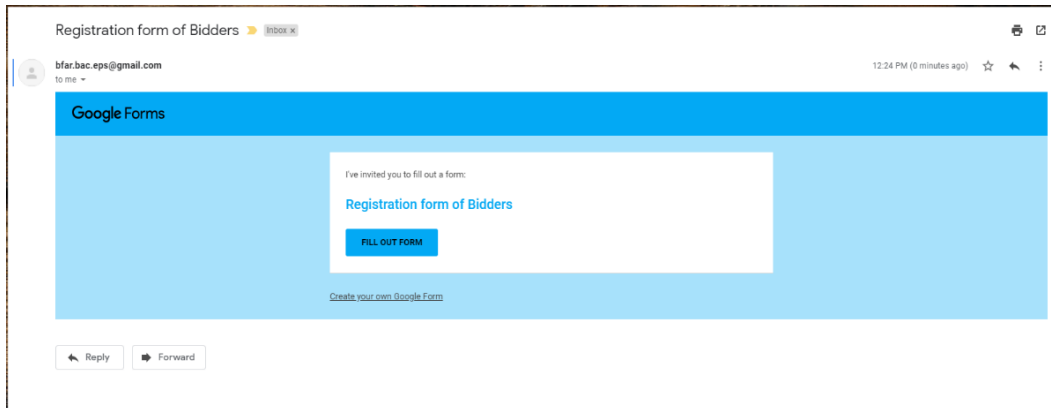 Registration form of Bidders Inbox x
bfar.bac.eps@gmail.com 12:24 PM (0 minutes ago)
to me
Google Forms
I've invited you to fill out a form:
Registration form of Bidders
FILL OUT FORM
Create your own Google Form
Reply Forward